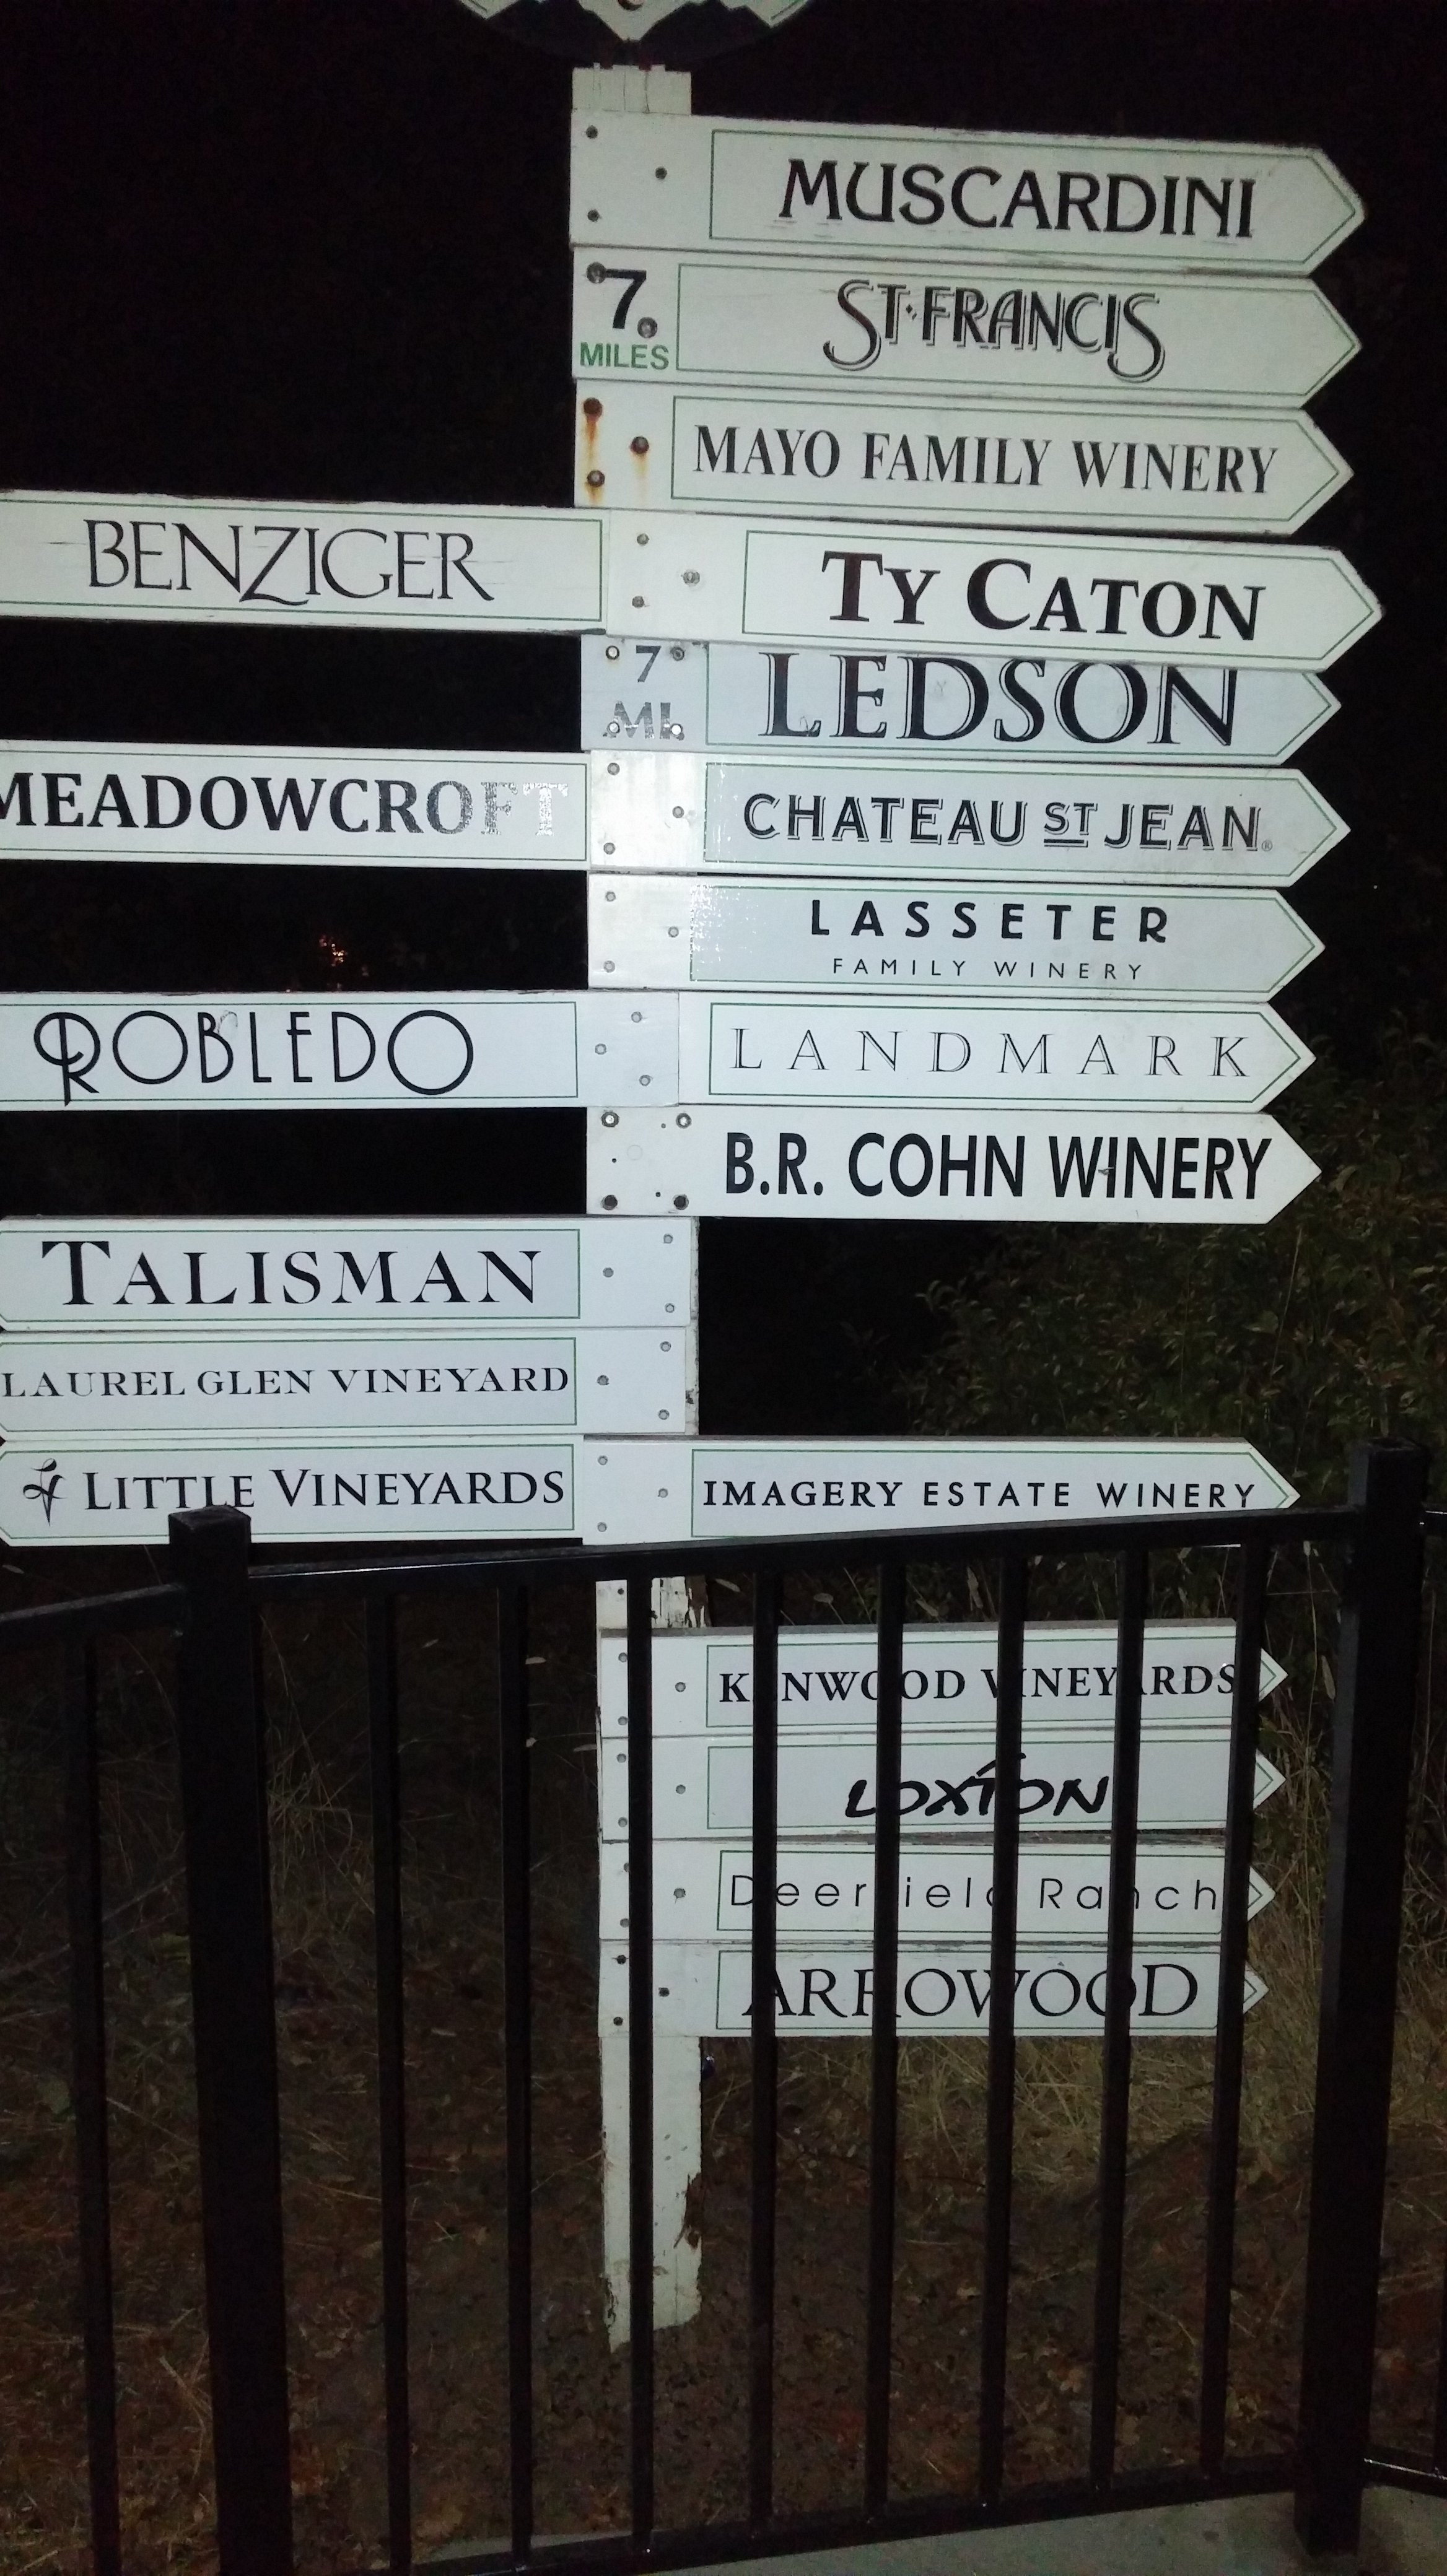 MUSCARDINI
7
MILES
ST·FRANCIS
MAYO FAMILY WINERY
BENZIGER
TY CATON
7
MI.
LEDSON
MEADOWCROFT
CHATEAU ST JEAN®
LASSETER
FAMILY WINERY
ROBLEDO
LANDMARK
B.R. COHN WINERY
TALISMAN
LAUREL GLEN VINEYARD
LITTLE VINEYARDS
IMAGERY ESTATE WINERY
KENWOOD VINEYARDS
LOXTON
Deerfield Ranch
ARROWOOD